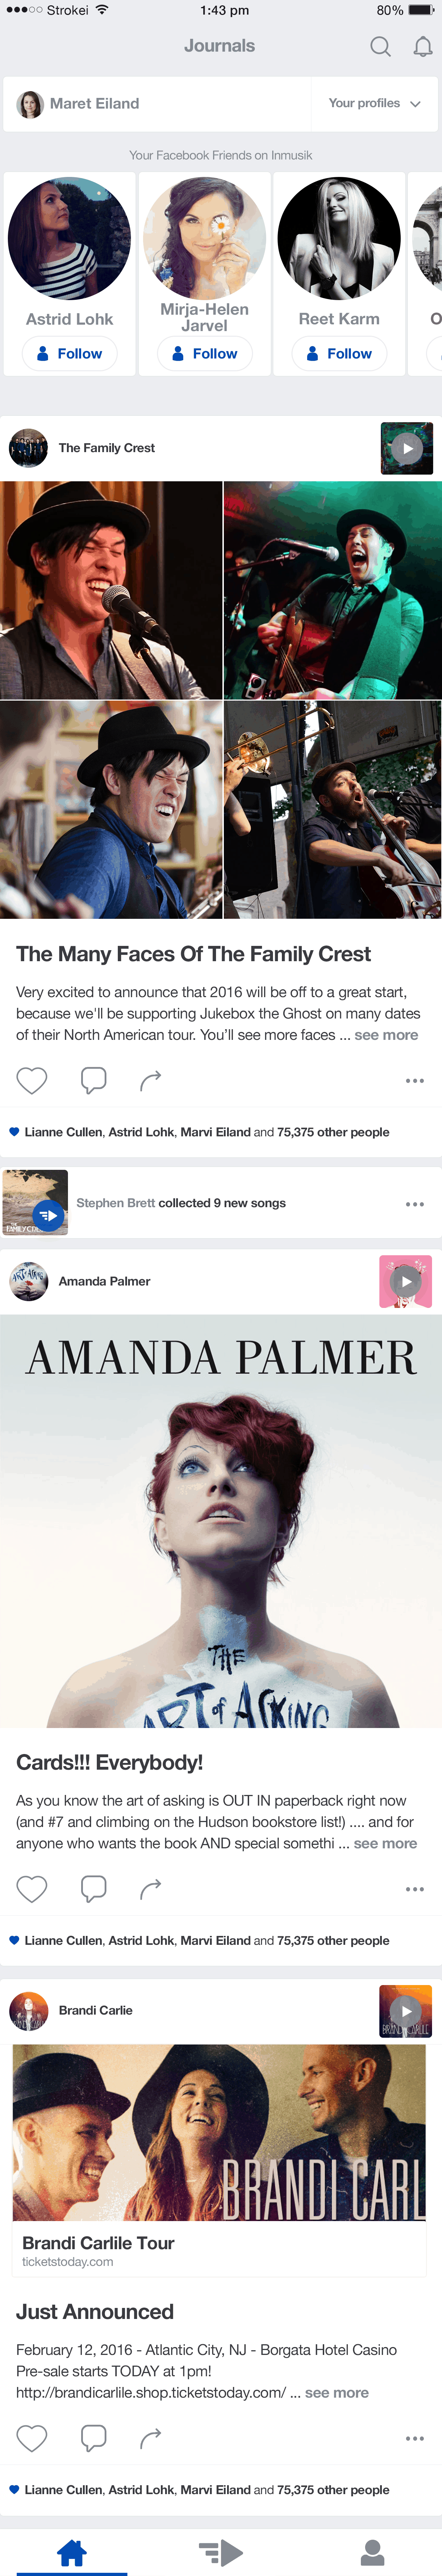 Strokei 1:43 pm 80%
Journals
Maret Eiland Your profiles
Your Facebook Friends on Inmusik
Astrid Lohk
Mirja-Helen
Jarvel
Reet Karm
O
Follow Follow Follow
The Family Crest
The Many Faces Of The Family Crest
Very excited to announce that 2016 will be off to a great start,
because we'll be supporting Jukebox the Ghost on many dates
of their North American tour. You’ll see more faces ... see more
Lianne Cullen, Astrid Lohk, Marvi Eiland and 75,375 other people
Stephen Brett collected 9 new songs
Amanda Palmer
AMANDA PALMER
THE
ART of ASKING
Cards!!! Everybody!
As you know the art of asking is OUT IN paperback right now
(and #7 and climbing on the Hudson bookstore list!) .... and for
anyone who wants the book AND special somethi ... see more
Lianne Cullen, Astrid Lohk, Marvi Eiland and 75,375 other people
Brandi Carlie
BRANDI CARLILE
BRANDI CARL
Brandi Carlile Tour
ticketstoday.com
Just Announced
February 12, 2016 - Atlantic City, NJ - Borgata Hotel Casino
Pre-sale starts TODAY at 1pm!
http://brandicarlile.shop.ticketstoday.com/ ... see more
Lianne Cullen, Astrid Lohk, Marvi Eiland and 75,375 other people